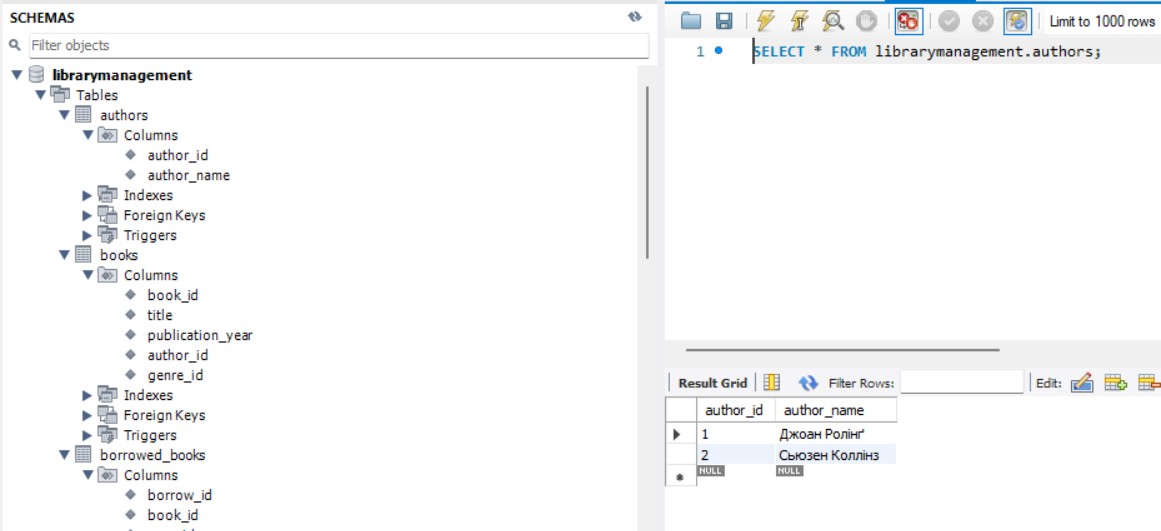 SCHEMAS
Filter objects
librarymanagement
Tables
authors
Columns
author_id
author_name
Indexes
Foreign Keys
Triggers
books
Columns
book_id
title
publication_year
author_id
genre_id
Indexes
Foreign Keys
Triggers
borrowed_books
Columns
borrow_id
book_id
Limit to 1000 rows
1 SELECT * FROM librarymanagement.authors;
Result Grid Filter Rows: Edit:
author_id author_name
1 Джоан Ролінґ
2 Сьюзен Коллінз
NULL NULL